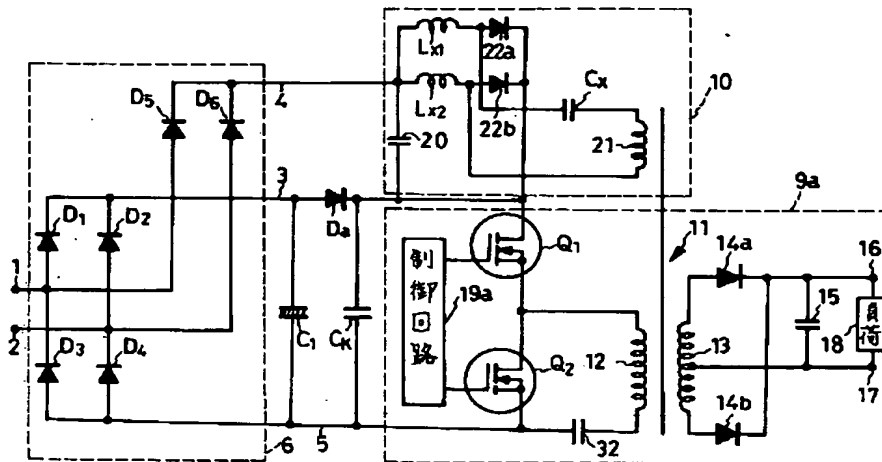 Lx1
22a
Lx2
22b
Cx
10
D5
D6
4
20
21
3
Da
9a
D1
D2
1
2
制御回路
19a
Q1
11
14a
16
15
負荷
18
17
C1
CK
D3
D4
Q2
12
13
14b
32
5
6